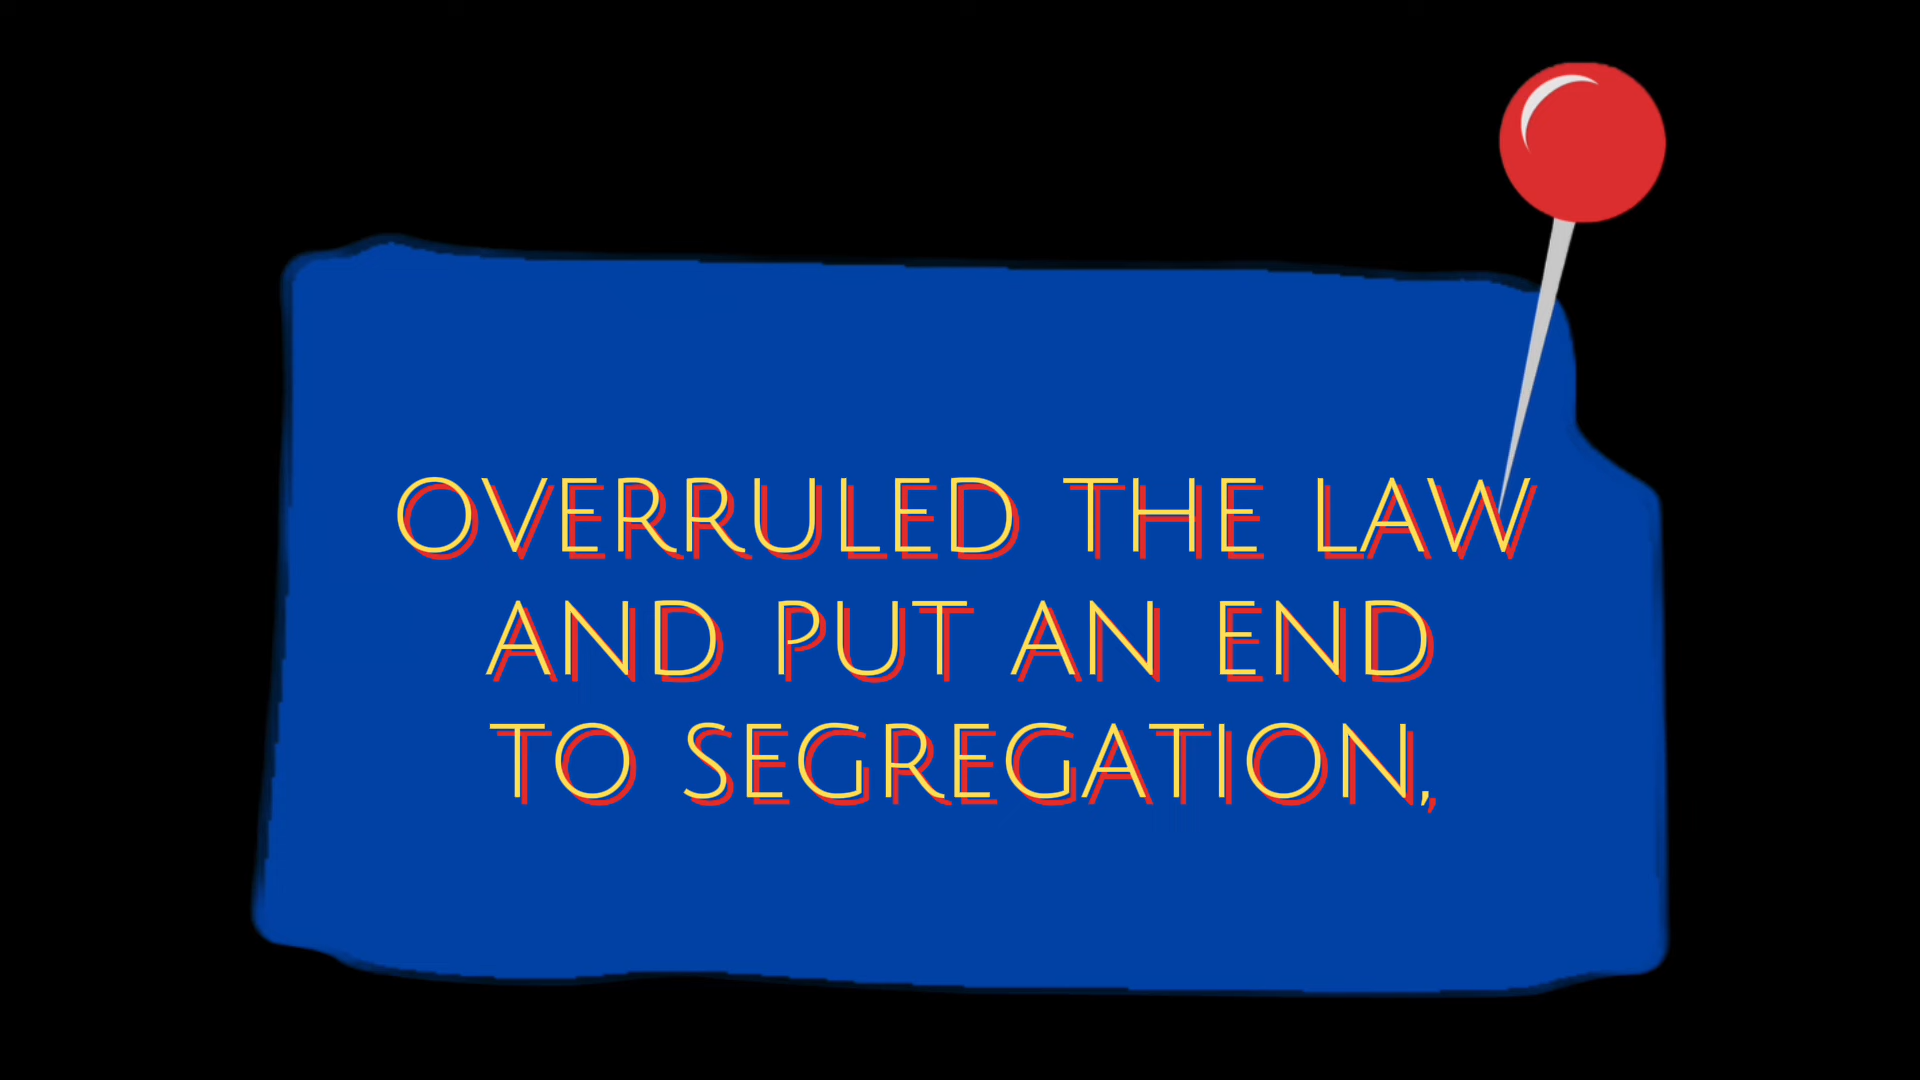 OVERRULED THE LAW
AND PUT AN END
TO SEGREGATION,